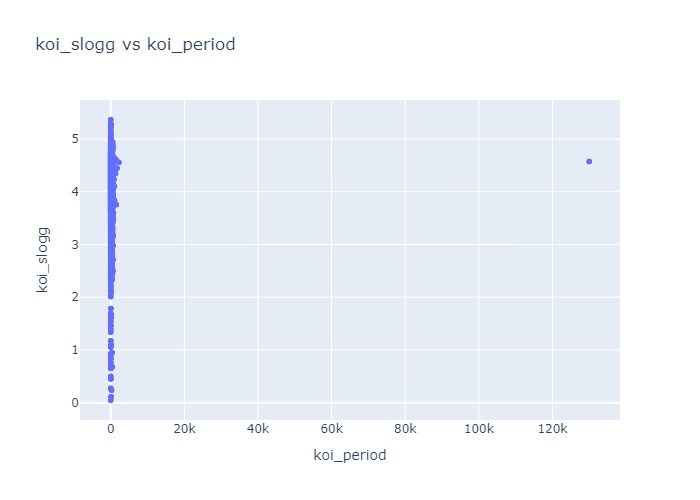 koi_slogg vs koi_period
koi_slogg
5
4
3
2
1
0
0
20k
40k
60k
80k
100k
120k
koi_period